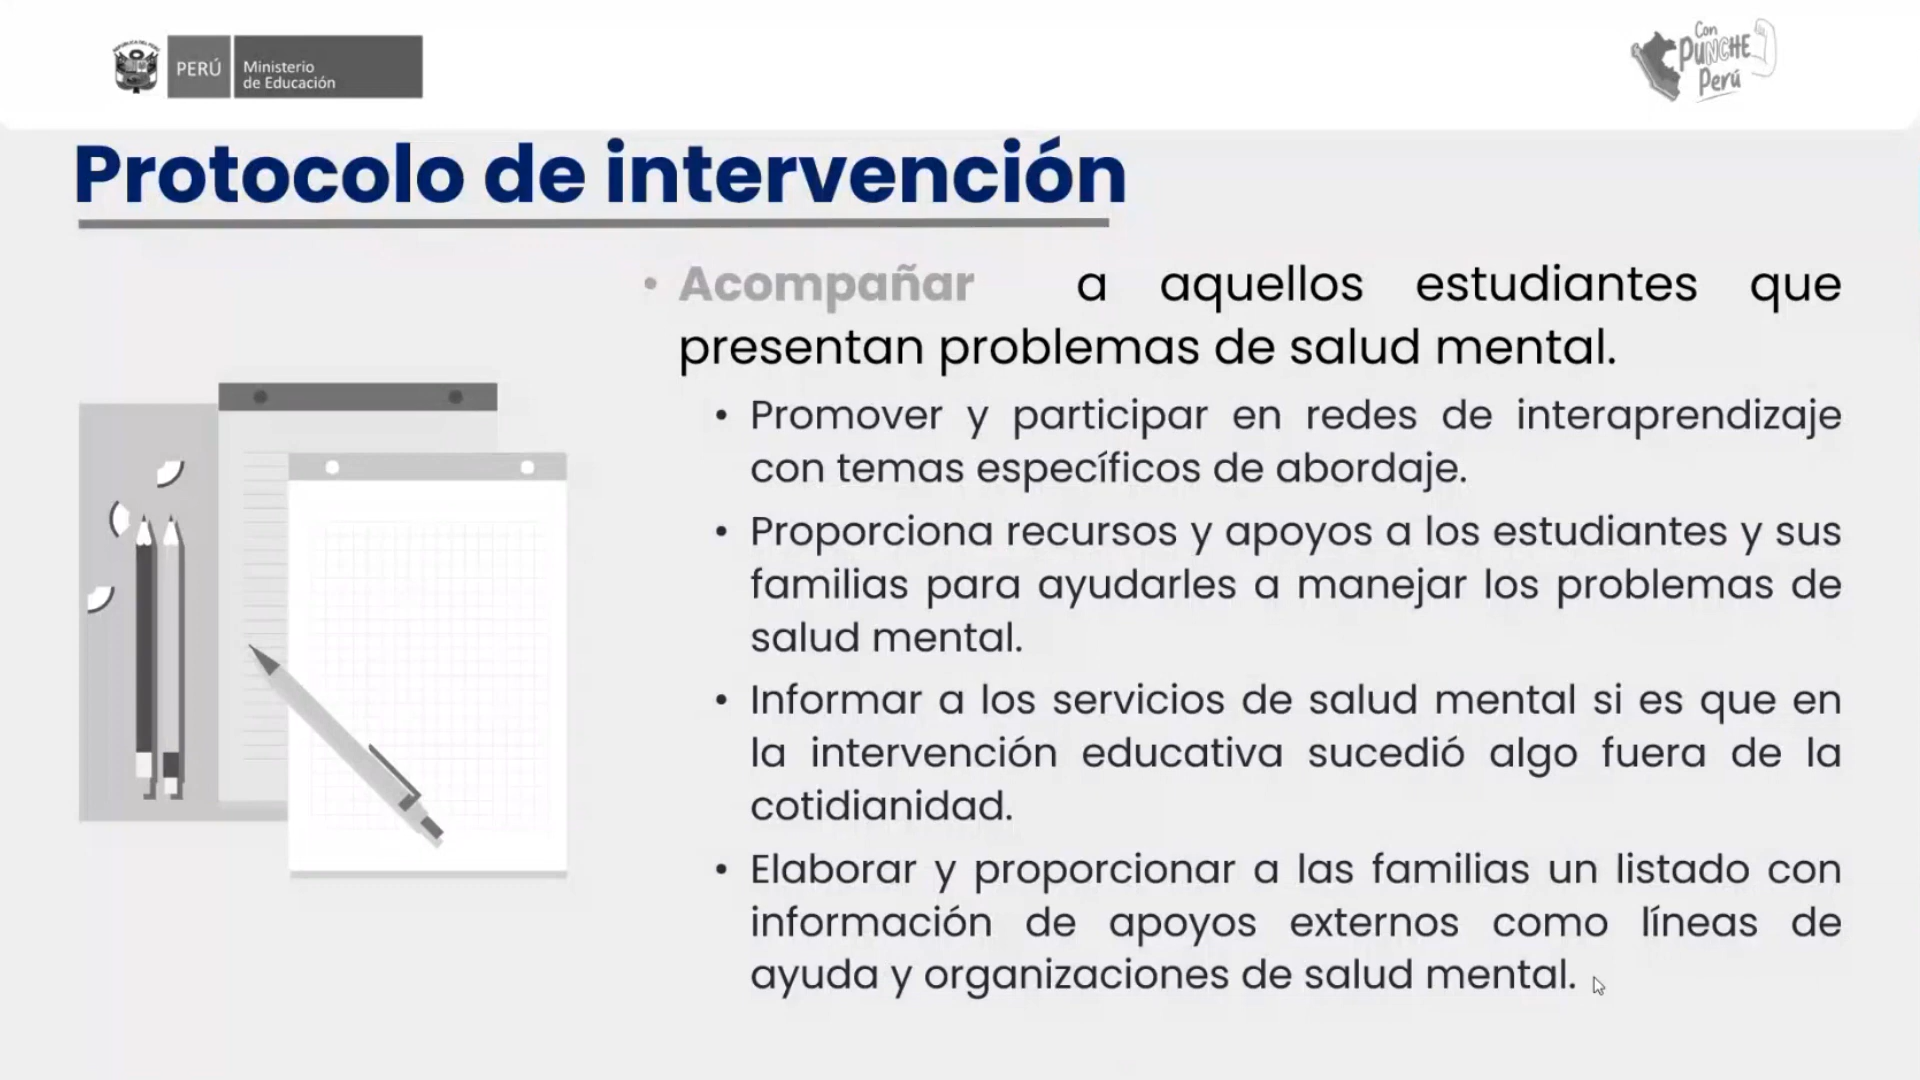 REPÚBLICA DEL PERÚ
PERÚ
Ministerio
de Educación
Con
PUNCHE
Perú
Protocolo de intervención
• Acompañar a aquellos estudiantes que
presentan problemas de salud mental.
• Promover y participar en redes de interaprendizaje
con temas específicos de abordaje.
• Proporciona recursos y apoyos a los estudiantes y sus
familias para ayudarles a manejar los problemas de
salud mental.
• Informar a los servicios de salud mental si es que en
la intervención educativa sucedió algo fuera de la
cotidianidad.
• Elaborar y proporcionar a las familias un listado con
información de apoyos externos como líneas de
ayuda y organizaciones de salud mental.